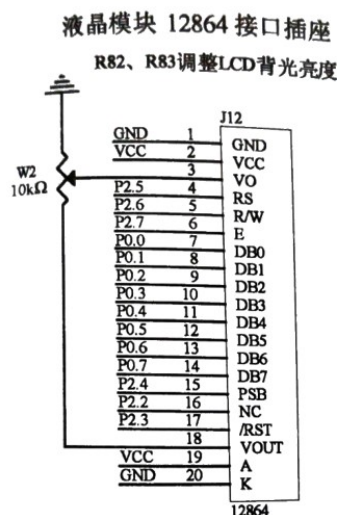 液晶模块 12864 接口插座
R82、R83调整LCD背光亮度
J12
GND 1 GND
VCC 2 VCC
3 VO
P2.5 4 RS
P2.6 5 R/W
P2.7 6 E
P0.0 7 DB0
P0.1 8 DB1
P0.2 9 DB2
P0.3 10 DB3
P0.4 11 DB4
P0.5 12 DB5
P0.6 13 DB6
P0.7 14 DB7
P2.4 15 PSB
P2.2 16 NC
P2.3 17 /RST
18 VOUT
VCC 19 A
GND 20 K
W2
10kΩ
12864